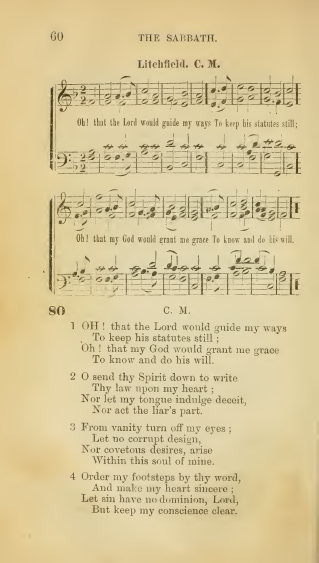 60 THE SABBATH.
Litchfield. C. M.
Oh! that the Lord would guide my ways To keep his statutes still;
Oh! that my God would grant me grace To know and do his will.
80 C. M.
1 OH! that the Lord would guide my ways
To keep his statutes still;
Oh! that my God would grant me grace
To know and do his will.
2 O send thy Spirit down to write
Thy law upon my heart;
Nor let my tongue indulge deceit,
Nor act the liar's part.
3 From vanity turn off my eyes;
Let no corrupt design,
Nor covetous desires, arise
Within this soul of mine.
4 Order my footsteps by thy word,
And make my heart sincere;
Let sin have no dominion, Lord,
But keep my conscience clear.